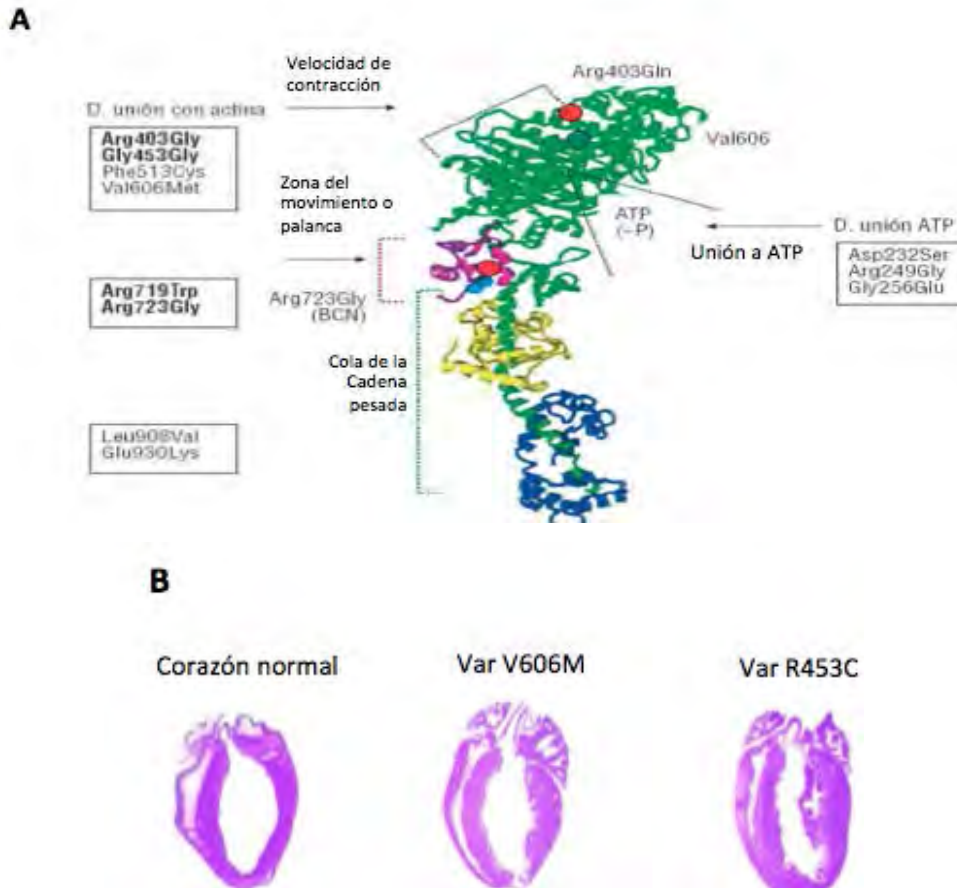 A
Velocidad de
contracción
Arg403Gln
D. unión con actina
Arg403Gly
Gly453Gly
Phe513Cys
Val606Met
Val606
Zona del
movimiento o
palanca
ATP
(–P)
Unión a ATP
D. unión ATP
Asp232Ser
Arg249Gly
Gly256Glu
Arg719Trp
Arg723Gly
Arg723Gly
(BCN)
Cola de la
Cadena
pesada
Leu908Val
Glu930Lys
B
Corazón normal
Var V606M
Var R453C